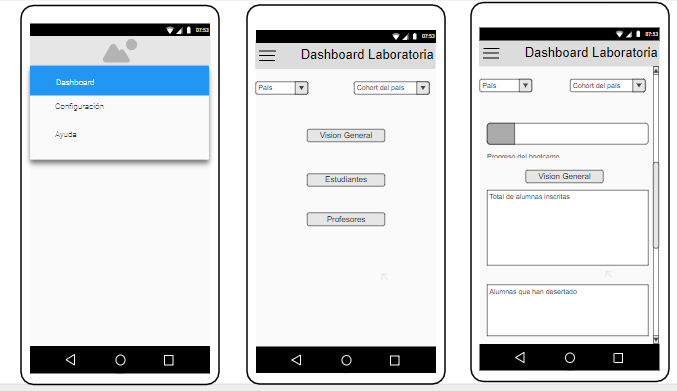 07:53
Dashboard
Configuración
Ayuda
07:53
Dashboard Laboratoria
País
Cohort del país
Vision General
Estudiantes
Profesores
07:53
Dashboard Laboratoria
País
Cohort del país
Progreso del bootcamp
Vision General
Total de alumnas inscritas
Alumnas que han desertado